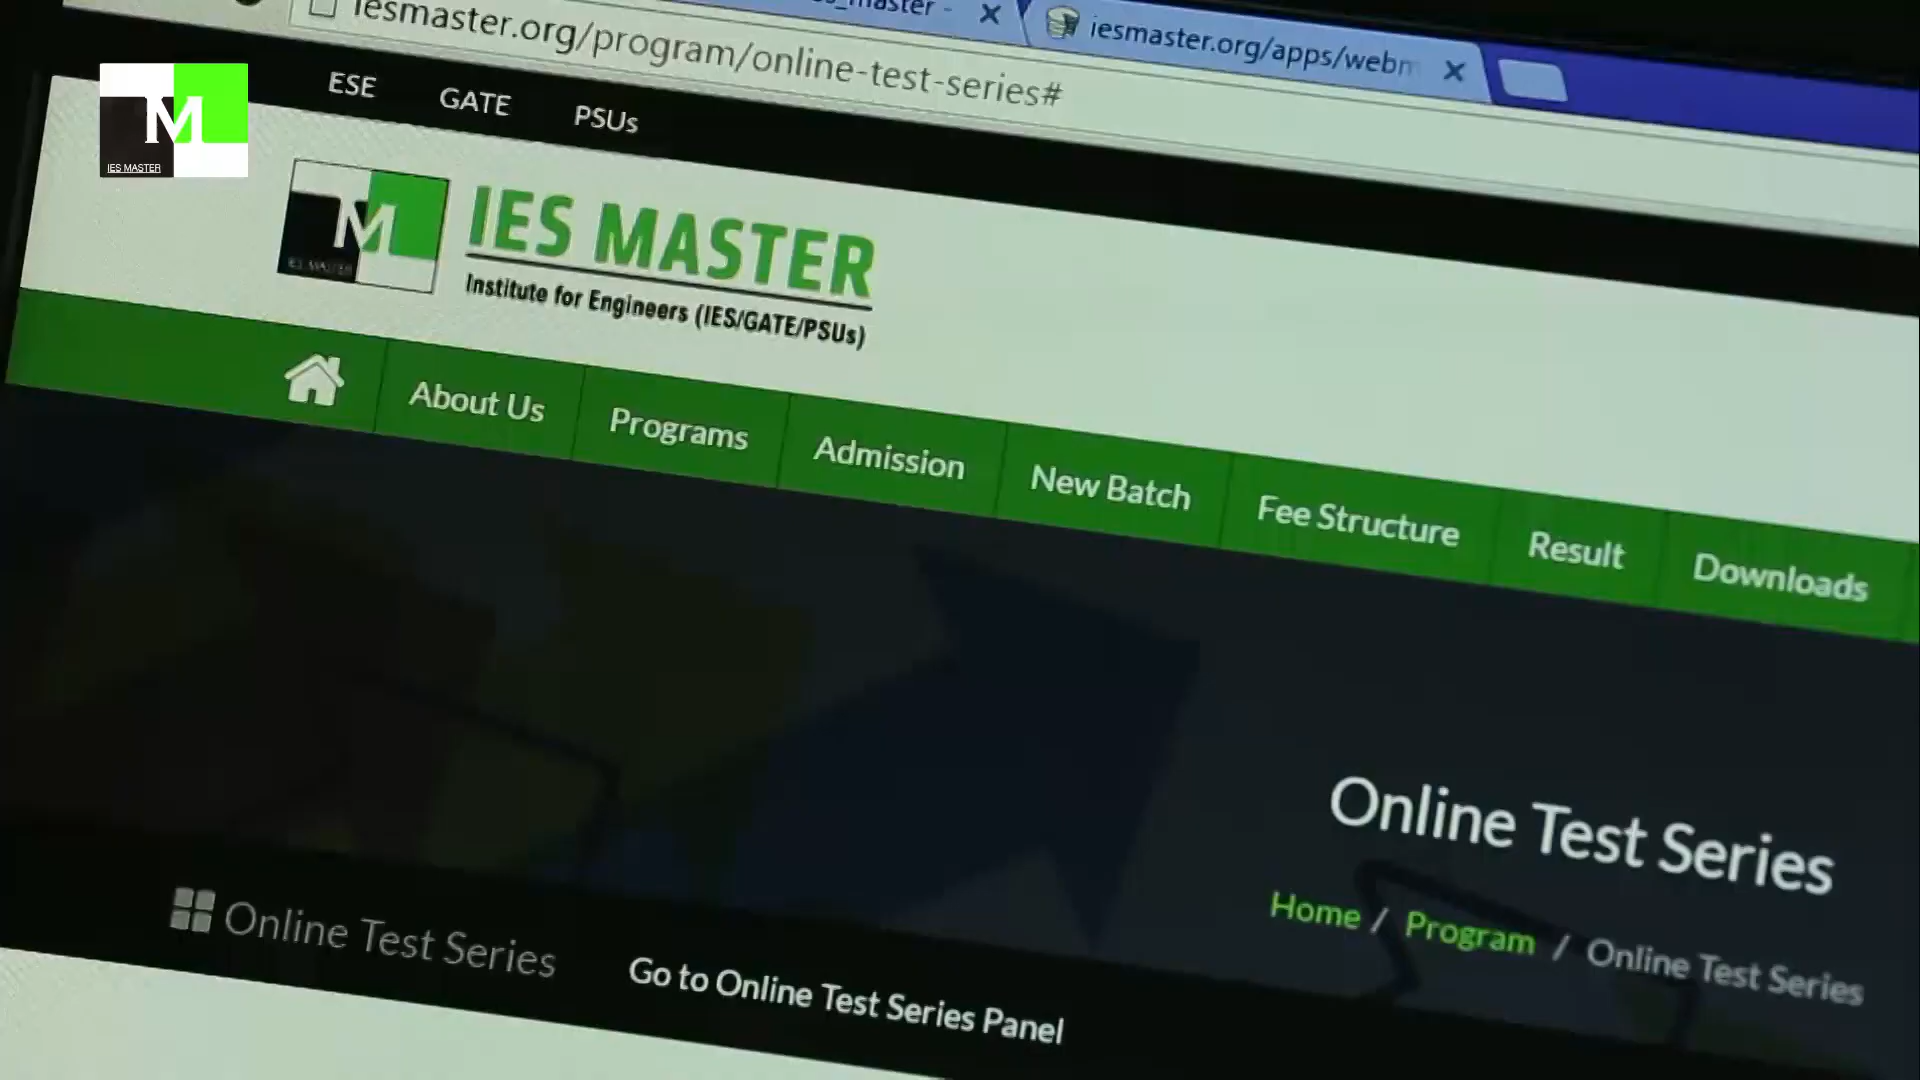 iesmaster.org/apps/webm
iesmaster.org/program/online-test-series#
ESE
GATE
PSUs
M
IES MASTER
M
IES MASTER
IES MASTER
Institute for Engineers (IES/GATE/PSUs)
About Us
Programs
Admission
New Batch
Fee Structure
Result
Downloads
Online Test Series
Home / Program / Online Test Series
Online Test Series
Go to Online Test Series Panel